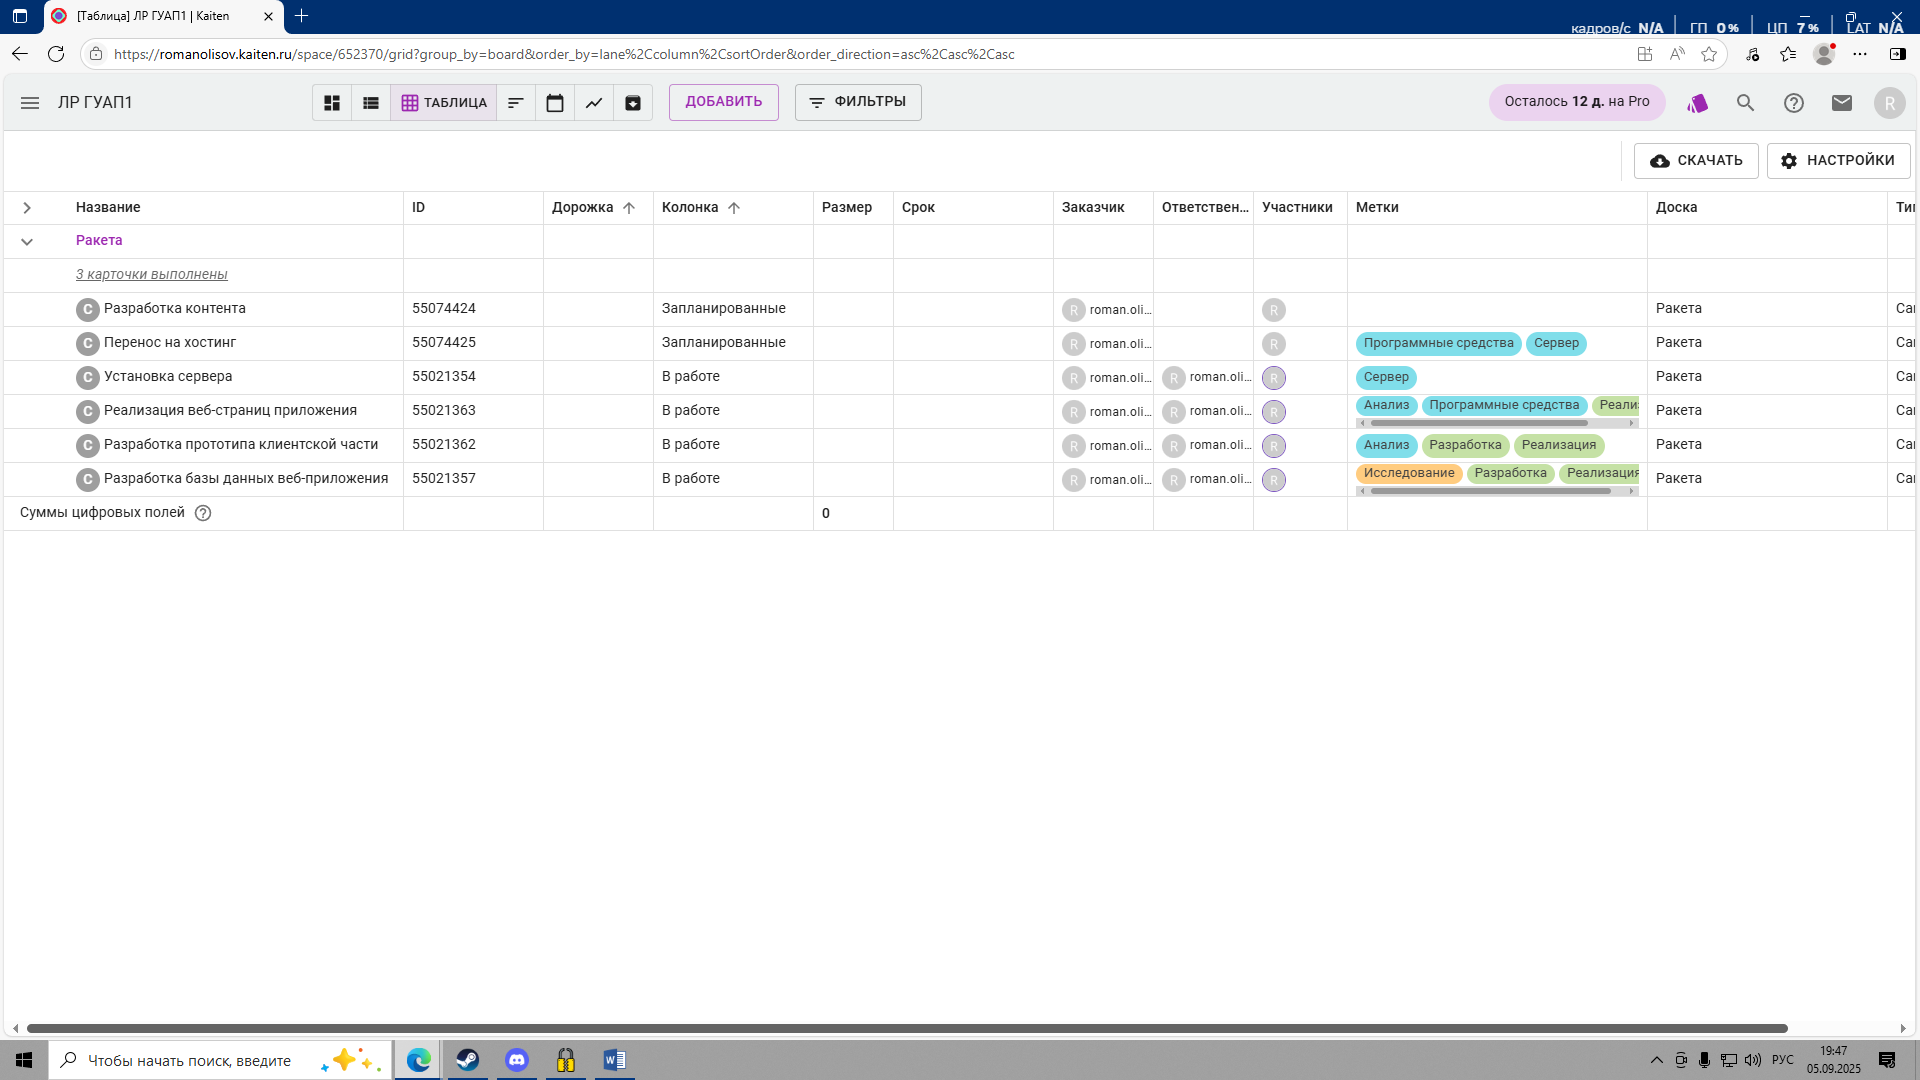 [Таблица] ЛР ГУАП1 | Kaiten
кадров/с N/A ГП 0 % ЦП 7 % LAT N/A
https://romanolisov.kaiten.ru/space/652370/grid?group_by=board&order_by=lane%2Ccolumn%2CsortOrder&order_direction=asc%2Casc%2Casc
ЛР ГУАП1 ТАБЛИЦА ДОБАВИТЬ ФИЛЬТРЫ Осталось 12 д. на Pro R
СКАЧАТЬ НАСТРОЙКИ
Название ID Дорожка Колонка Размер Срок Заказчик Ответствен... Участники Метки Доска
Ракета
3 карточки выполнены
C Разработка контента 55074424 Запланированные R roman.oli... R Ракета
C Перенос на хостинг 55074425 Запланированные R roman.oli... R Программные средства Сервер Ракета
C Установка сервера 55021354 В работе R roman.oli... R roman.oli... R Сервер Ракета
C Реализация веб-страниц приложения 55021363 В работе R roman.oli... R roman.oli... R Анализ Программные средства Ракета
C Разработка прототипа клиентской части 55021362 В работе R roman.oli... R roman.oli... R Анализ Разработка Реализация Ракета
C Разработка базы данных веб-приложения 55021357 В работе R roman.oli... R roman.oli... R Исследование Разработка Реализация Ракета
Суммы цифровых полей 0
Чтобы начать поиск, введите
РУС 19:47
05.09.2025